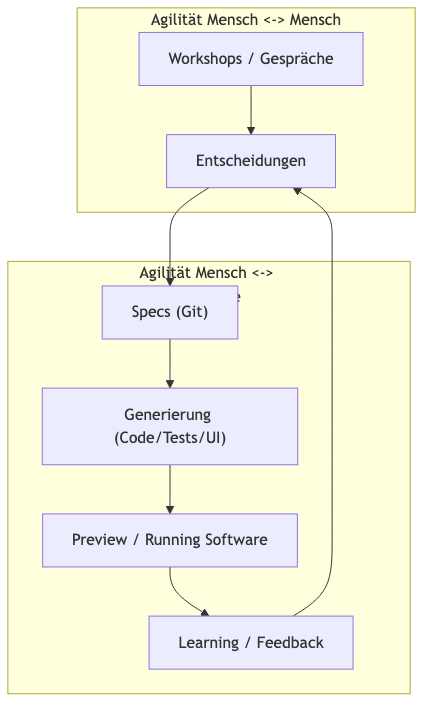 Agilität Mensch <-> Mensch
Workshops / Gespräche
Entscheidungen
Agilität Mensch <->
Specs (Git)
Generierung
(Code/Tests/UI)
Preview / Running Software
Learning / Feedback